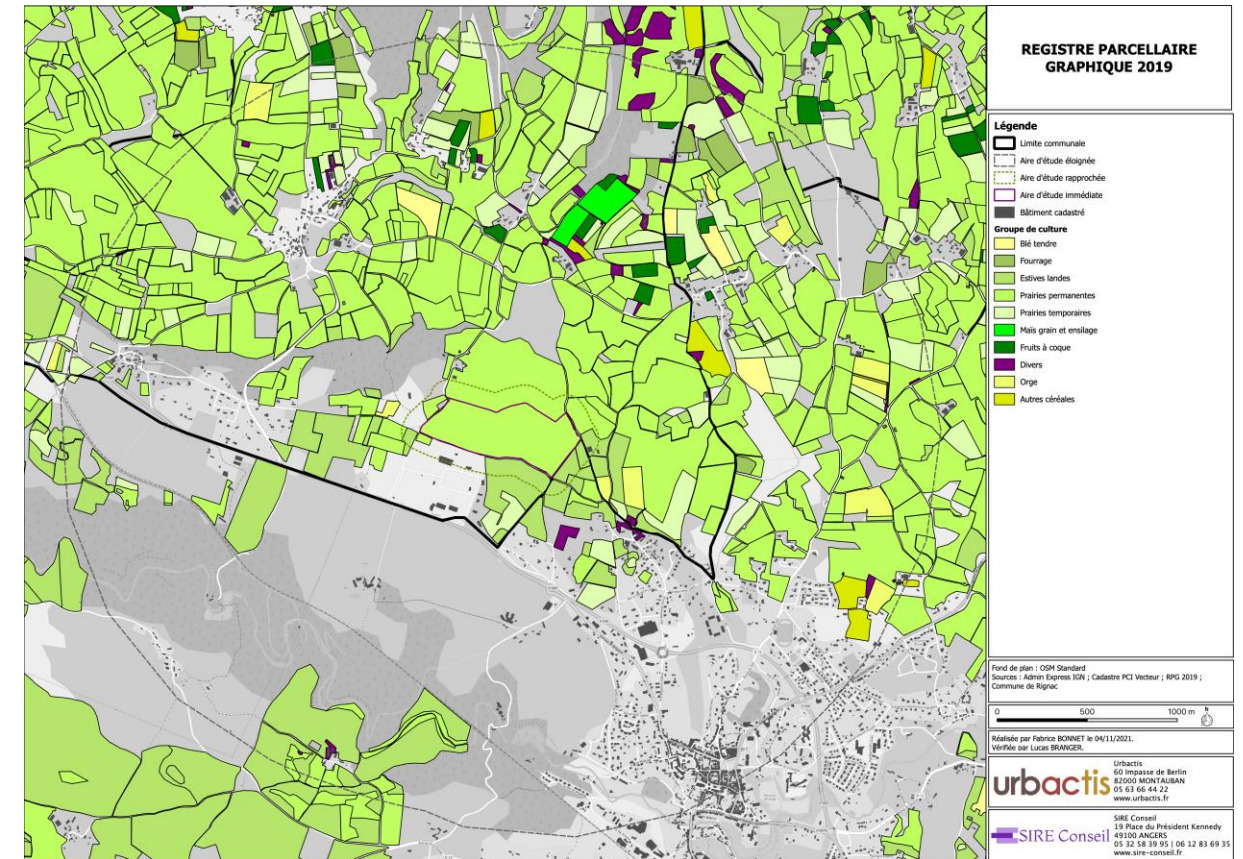 REGISTRE PARCELLAIRE
GRAPHIQUE 2019
Légende
Limite communale
Aire d'étude éloignée
Aire d'étude rapprochée
Aire d'étude immédiate
Bâtiment cadastré
Groupe de culture
Blé tendre
Fourrage
Estives landes
Prairies permanentes
Prairies temporaires
Maïs grain et ensilage
Fruits à coque
Divers
Orge
Autres céréales
Fond de plan : OSM Standard
Sources : Admin Express IGN ; Cadastre PCI Vecteur ; RPG 2019 ;
Commune de Rignac
0 500 1000 m
N
Réalisée par Fabrice BONNET le 04/11/2021.
Vérifiée par Lucas BRANGER.
urbactis
Urbactis
60 Impasse de Berlin
82000 MONTAUBAN
05 63 66 44 22
www.urbactis.fr
SIRE Conseil
SIRE Conseil
19 Place du Président Kennedy
49100 ANGERS
05 32 58 39 95 | 06 12 83 69 35
www.sire-conseil.fr